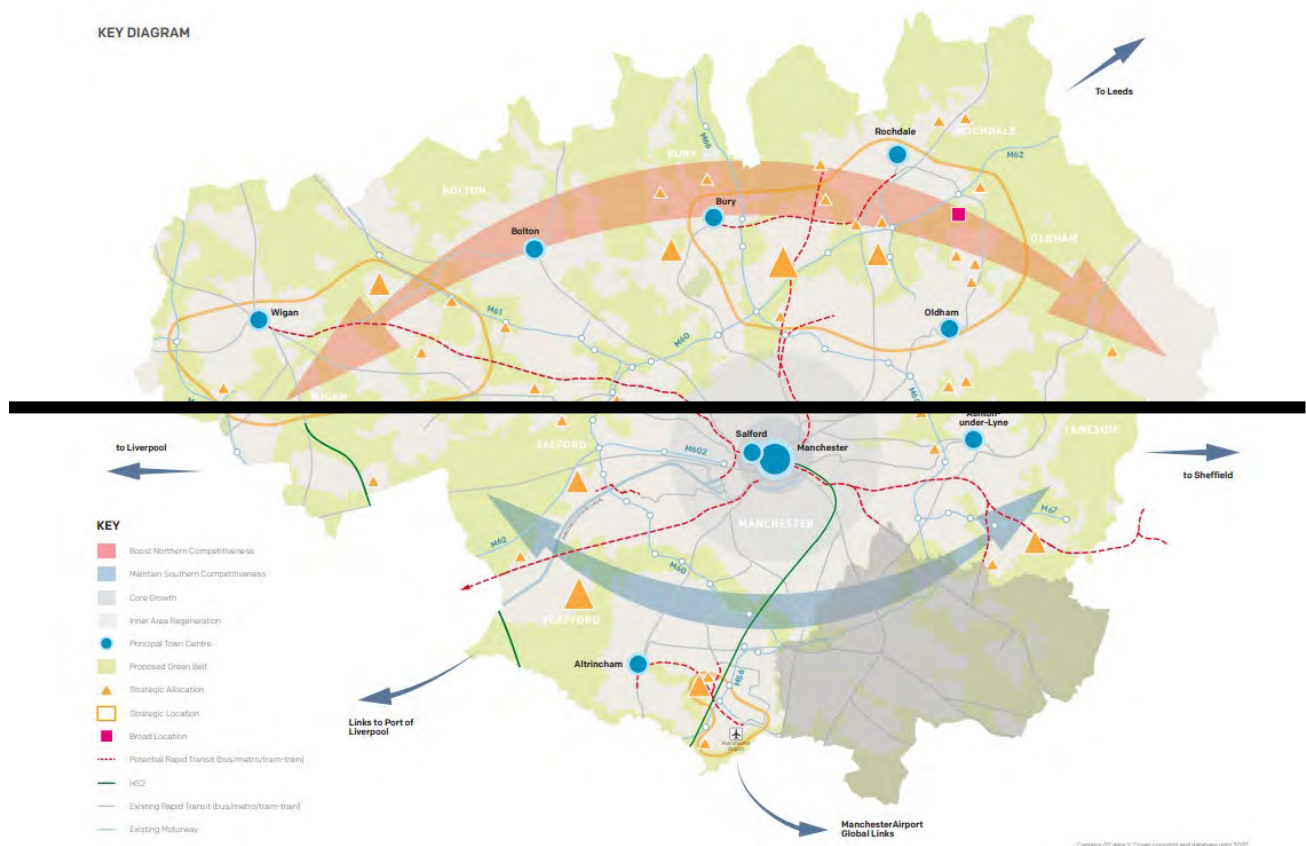 KEY DIAGRAM
To Leeds
Rochdale
ROCHDALE
M66
M62
BURY
BOLTON
Bury
Bolton
OLDHAM
Wigan
M61
M60
Oldham
WIGAN
Ashton-
under-Lyne
TAMESIDE
to Liverpool
SALFORD
M602
Salford
Manchester
to Sheffield
MANCHESTER
M67
M62
M60
TRAFFORD
Altrincham
M56
Manchester
Airport
Links to Port of
Liverpool
ManchesterAirport
Global Links
KEY
Boost Northern Competitiveness
Maintain Southern Competitiveness
Core Growth
Inner Area Regeneration
Principal Town Centre
Proposed Green Belt
Strategic Allocation
Strategic Location
Broad Location
Potential Rapid Transit (bus/metro/tram-train)
HS2
Existing Rapid Transit (bus/metro/tram-train)
Existing Motorway